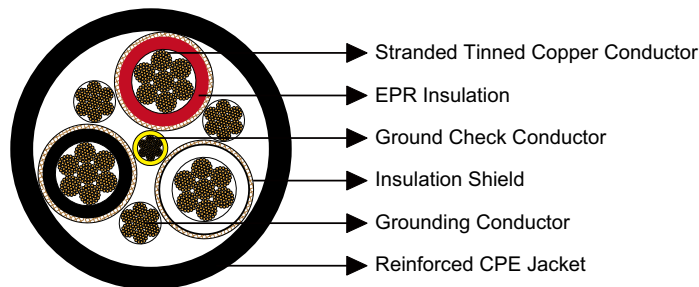 Stranded Tinned Copper Conductor
EPR Insulation
Ground Check Conductor
Insulation Shield
Grounding Conductor
Reinforced CPE Jacket